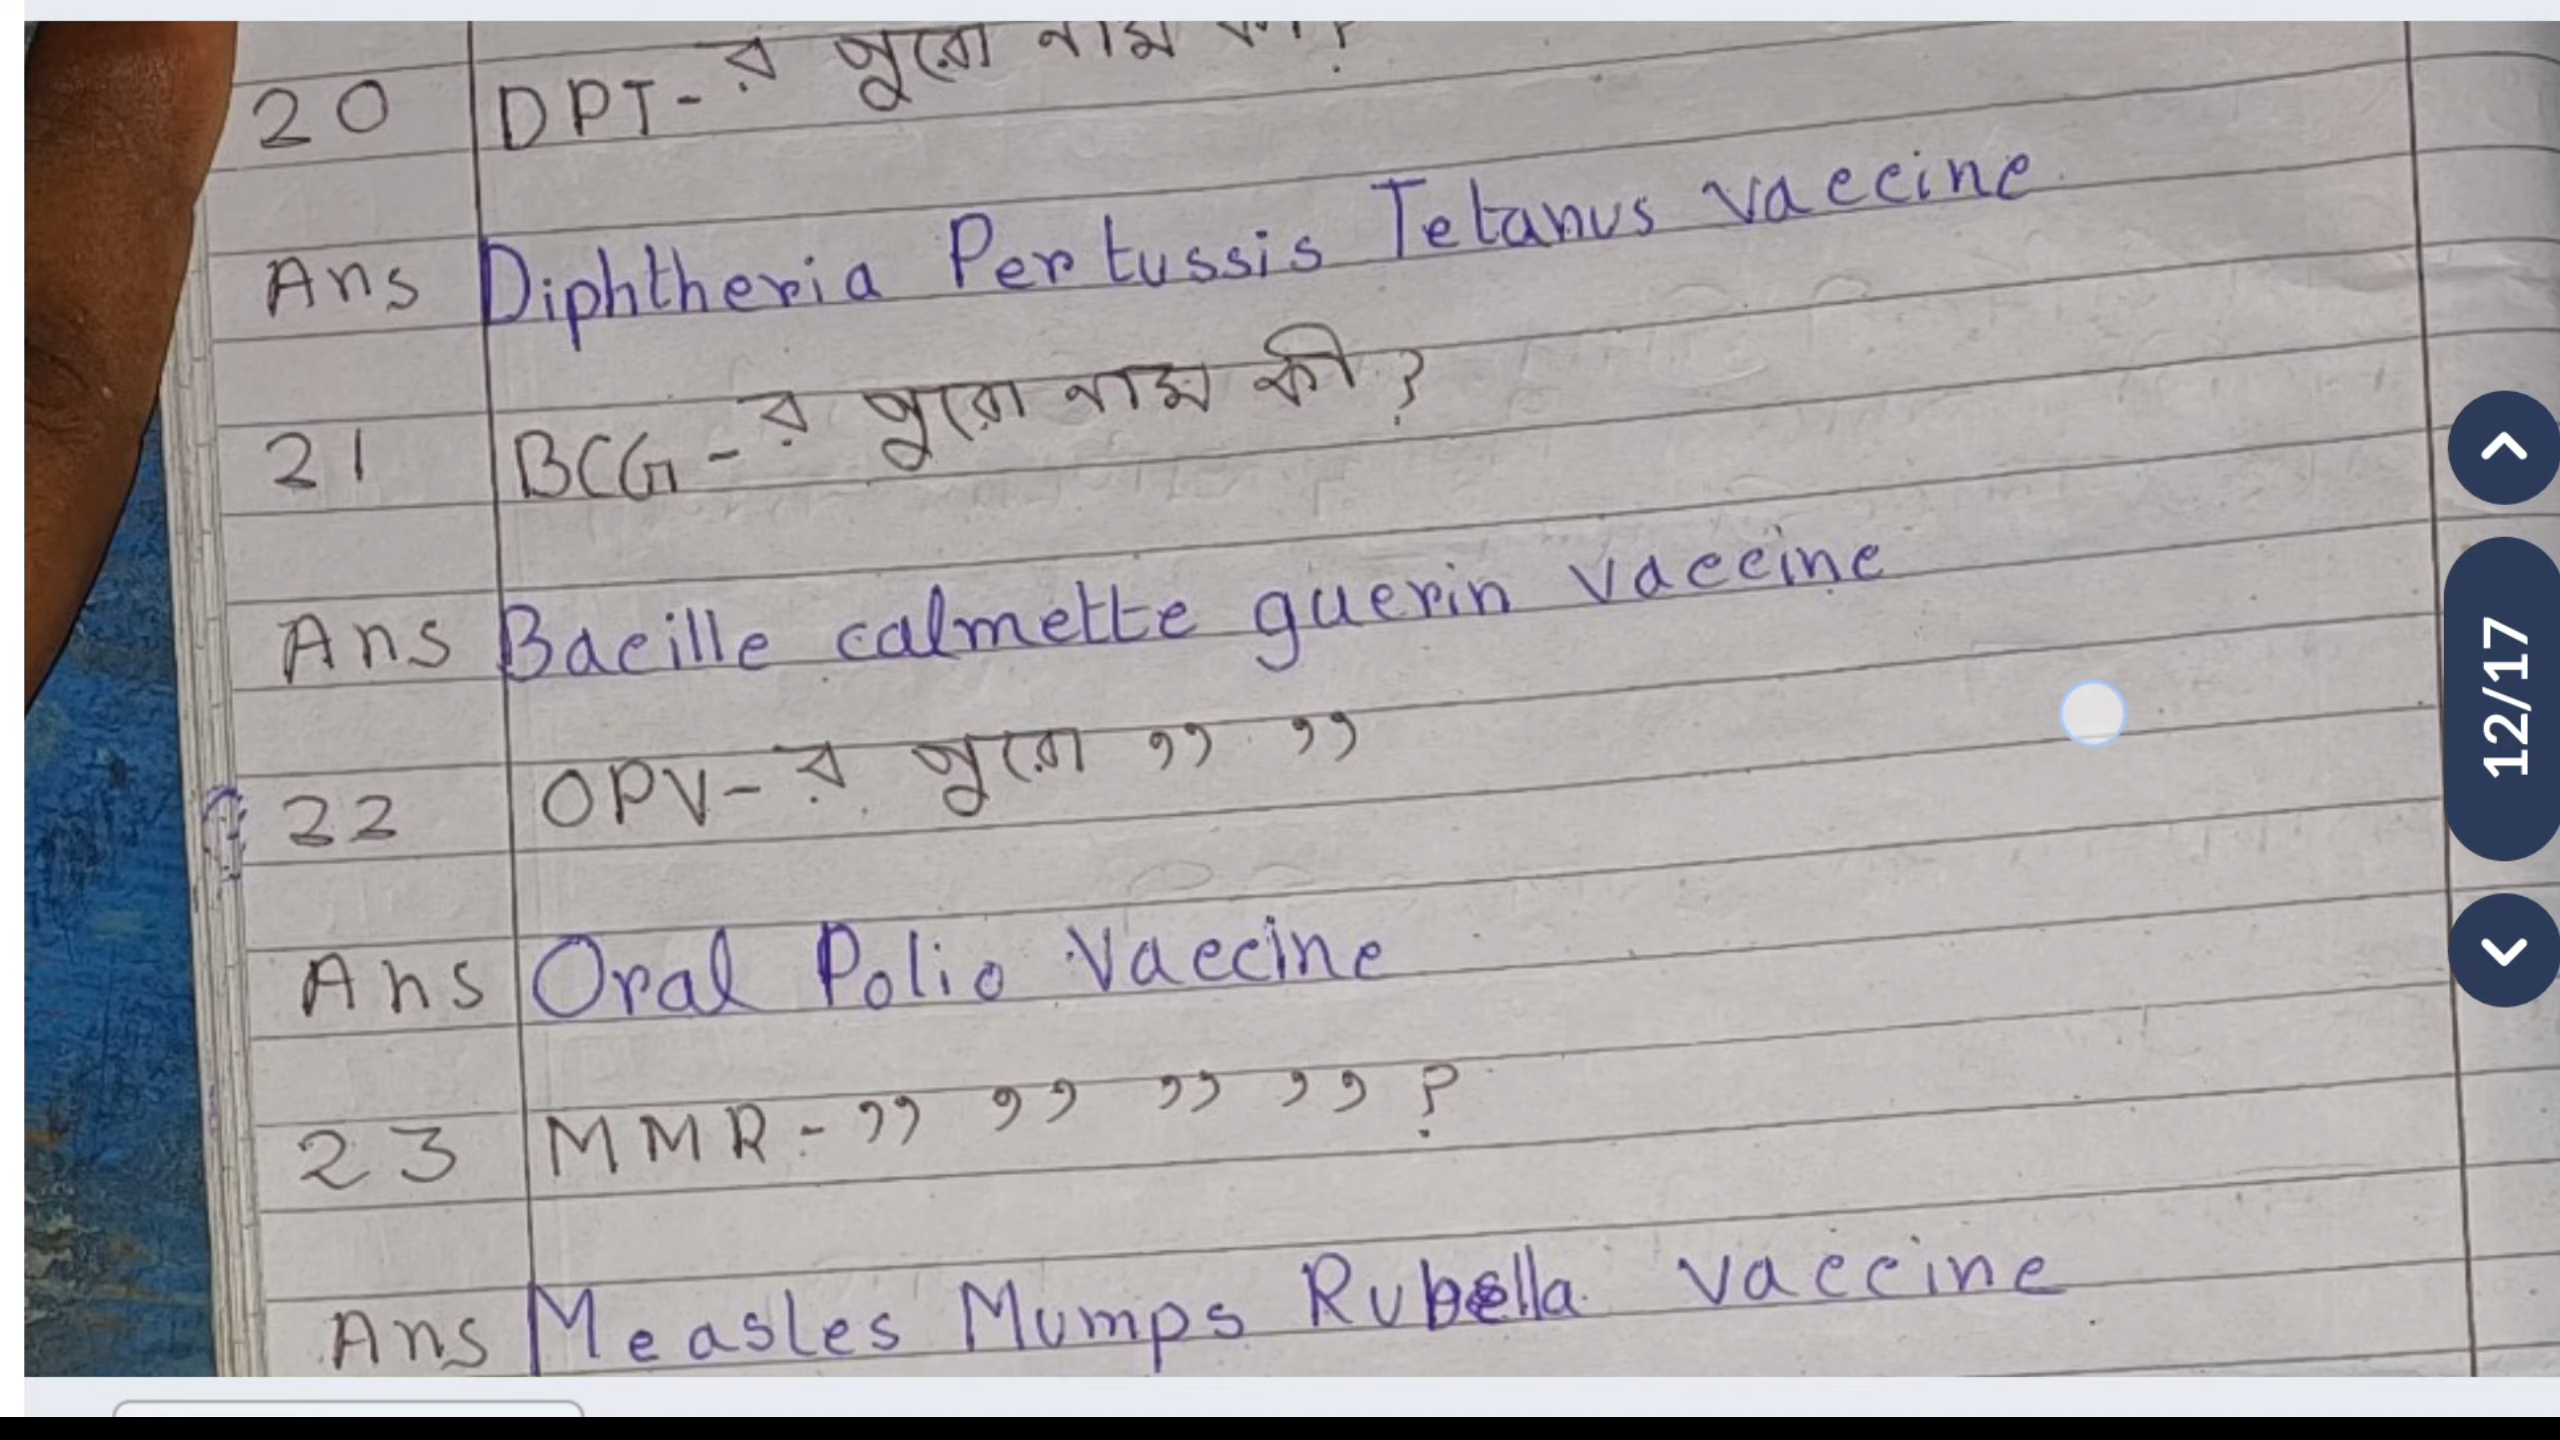 20 DPT-র পুরো নাম কী?
Ans Diphtheria Pertussis Tetanus vaccine
21 BCG-র পুরো নাম কী?
Ans Bacille calmette guerin vaccine
22 OPV-র পুরো ,, ,,
Ans Oral Polio Vaccine
23 MMR- ,, ,, ,, ,, ?
Ans Measles Mumps Rubella vaccine
12/17